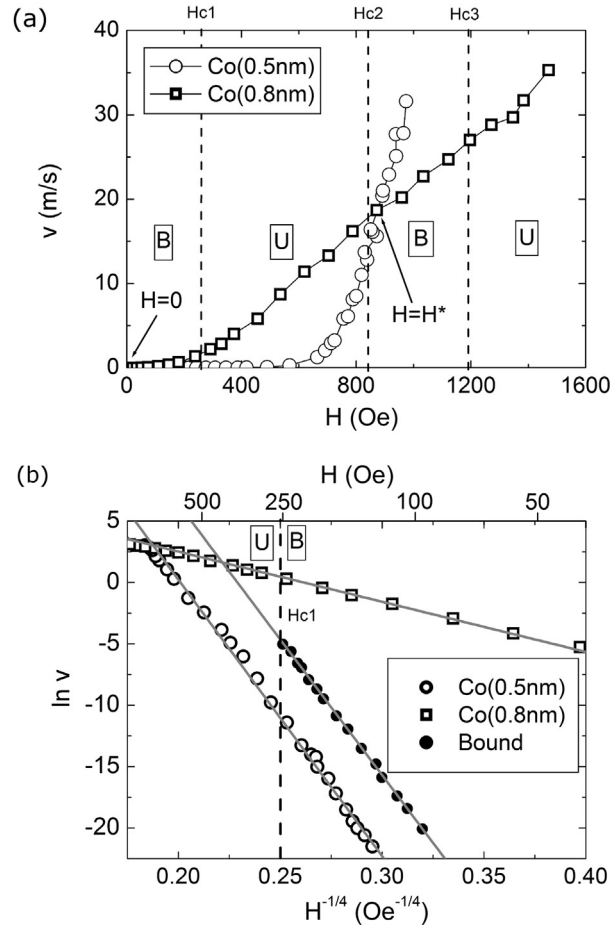 (a)
Hc1
Hc2
Hc3
40
30
20
10
0
v (m/s)
Co(0.5nm)
Co(0.8nm)
B
U
B
U
H=0
H=H*
0
400
800
1200
1600
H (Oe)
(b)
H (Oe)
500
250
100
50
5
0
-5
-10
-15
-20
ln v
U
B
Hc1
Co(0.5nm)
Co(0.8nm)
Bound
0.20
0.25
0.30
0.35
0.40
H-1/4 (Oe-1/4)